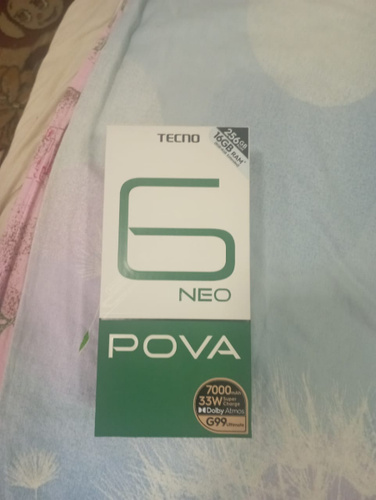 TECNO
256GB
16GB RAM*
6
NEO
POVA
7000mAh
33W Super
Charge
Dolby Atmos
G99 Ultimate